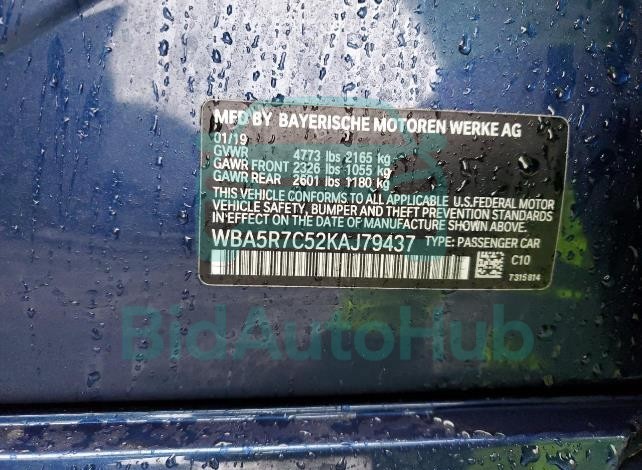 MFD BY BAYERISCHE MOTOREN WERKE AG
01/19
GVWR 4773 lbs 2165 kg
GAWR FRONT 2326 lbs 1055 kg
GAWR REAR 2601 lbs 1180 kg
THIS VEHICLE CONFORMS TO ALL APPLICABLE U.S.FEDERAL MOTOR
VEHICLE SAFETY, BUMPER AND THEFT PREVENTION STANDARDS
IN EFFECT ON THE DATE OF MANUFACTURE SHOWN ABOVE.
WBA5R7C52KAJ79437 TYPE: PASSENGER CAR
C10
7315814
BidAutoHub